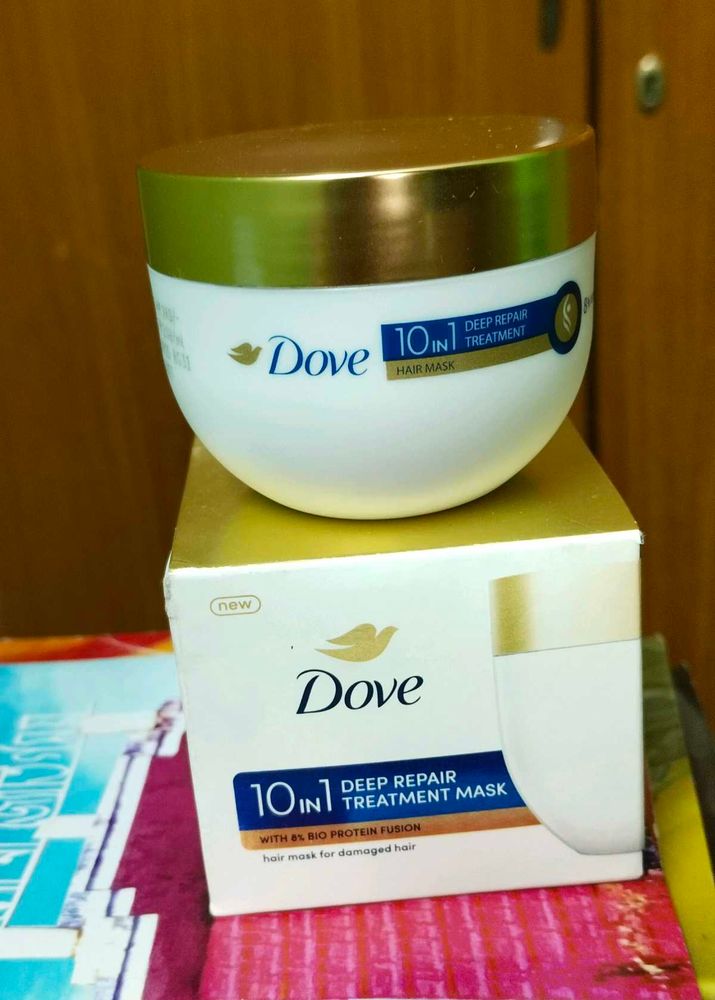 Dove
10 IN 1
DEEP REPAIR
TREATMENT
HAIR MASK
new
Dove
10 IN 1
DEEP REPAIR
TREATMENT MASK
WITH 8% BIO PROTEIN FUSION
hair mask for damaged hair